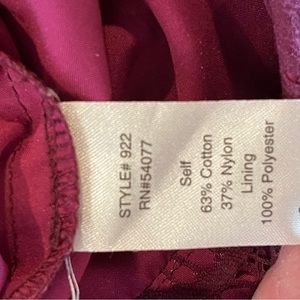 STYLE# 922
RN#54077
Self
63% Cotton
37% Nylon
Lining
100% Polyester